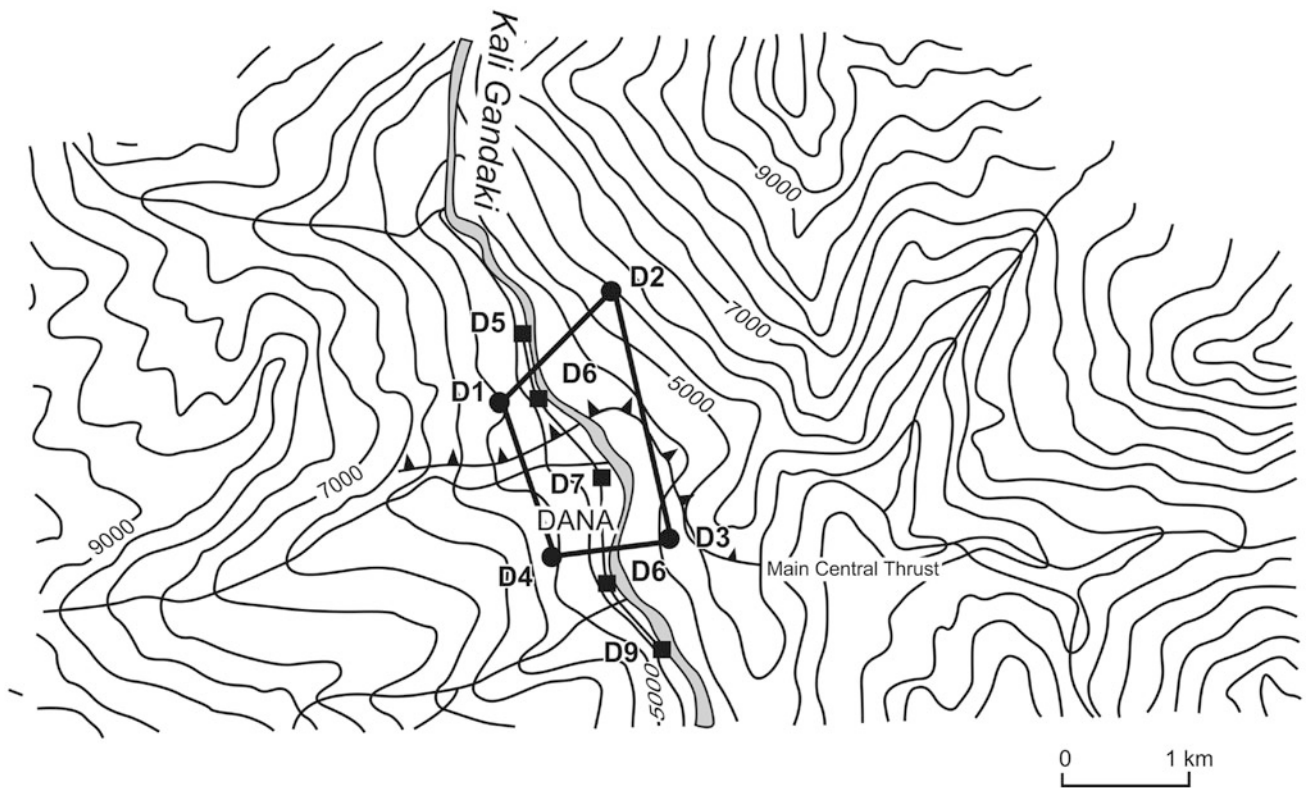 Kali Gandaki
9000
D2
7000
D5
D6
5000
D1
7000
D7
DANA
9000
D3
D4
D6
Main Central Thrust
D9
5000
0 1 km